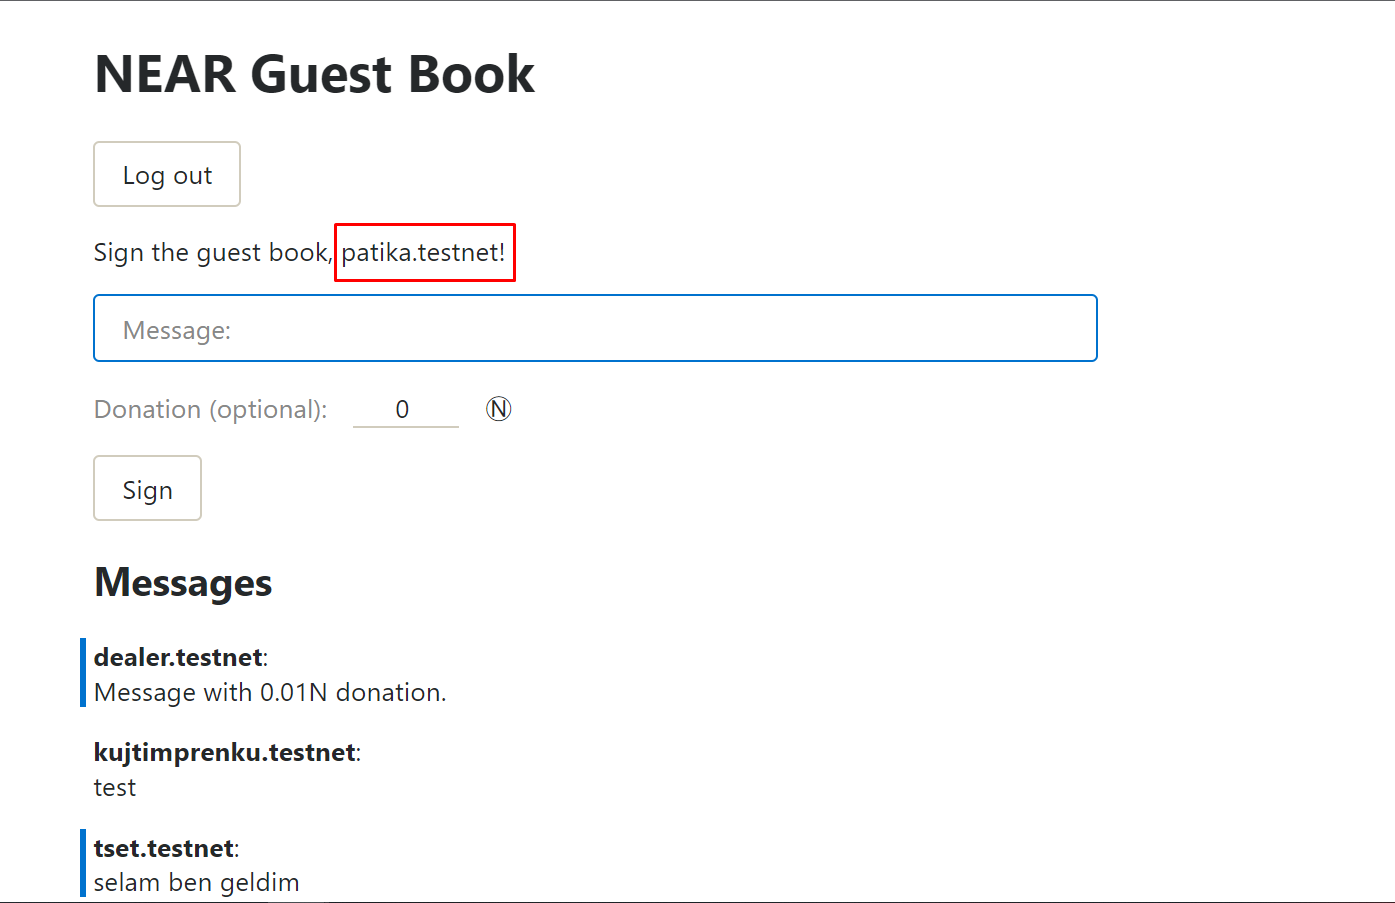 NEAR Guest Book
Log out
Sign the guest book, patika.testnet!
Message:
Donation (optional): 0 Ⓝ
Sign
Messages
dealer.testnet:
Message with 0.01N donation.
kujtimprenku.testnet:
test
tset.testnet:
selam ben geldim